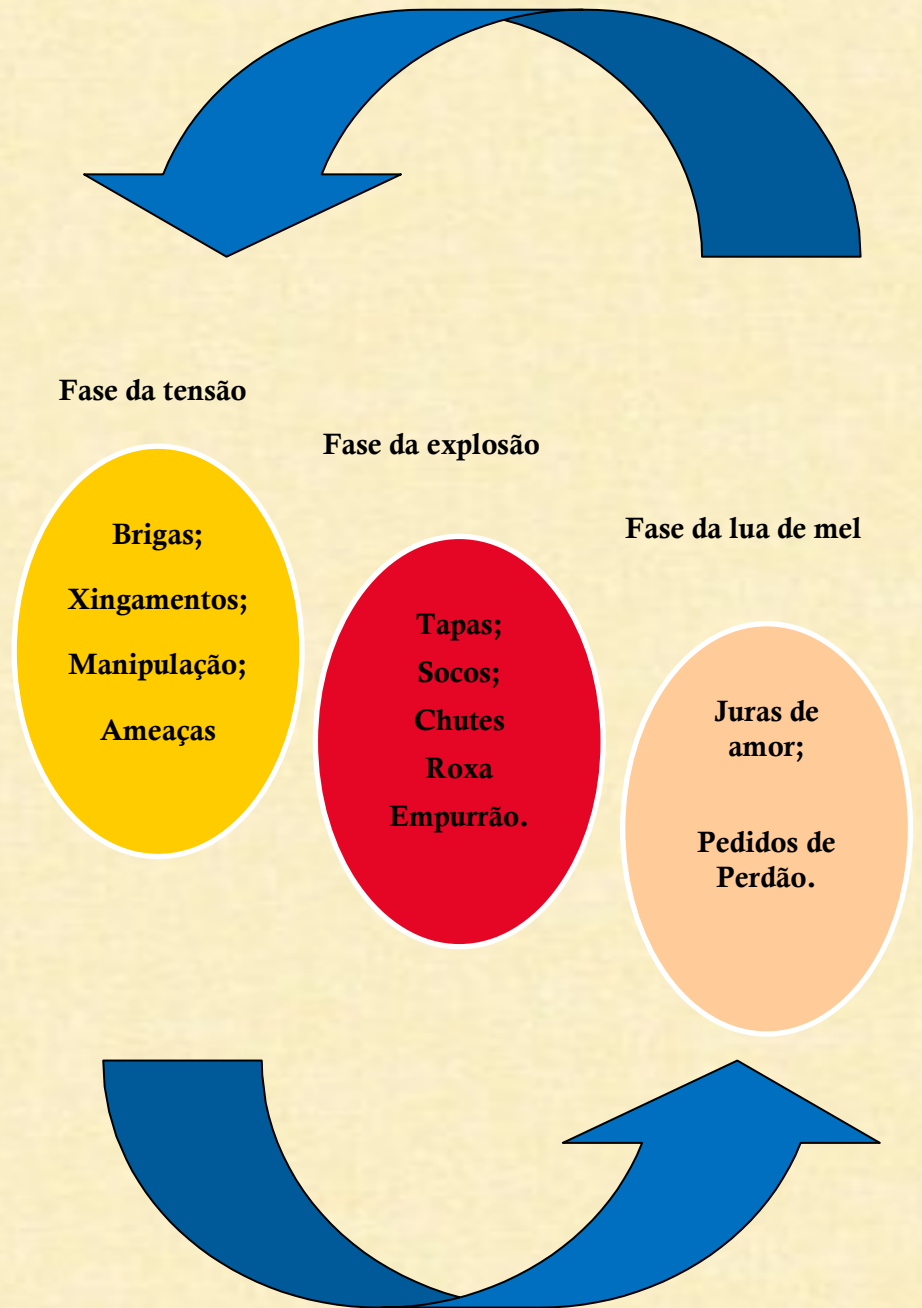 Fase da tensão
Brigas;
Xingamentos;
Manipulação;
Ameaças
Fase da explosão
Tapas;
Socos;
Chutes
Roxa
Empurrão.
Fase da lua de mel
Juras de
amor;
Pedidos de
Perdão.